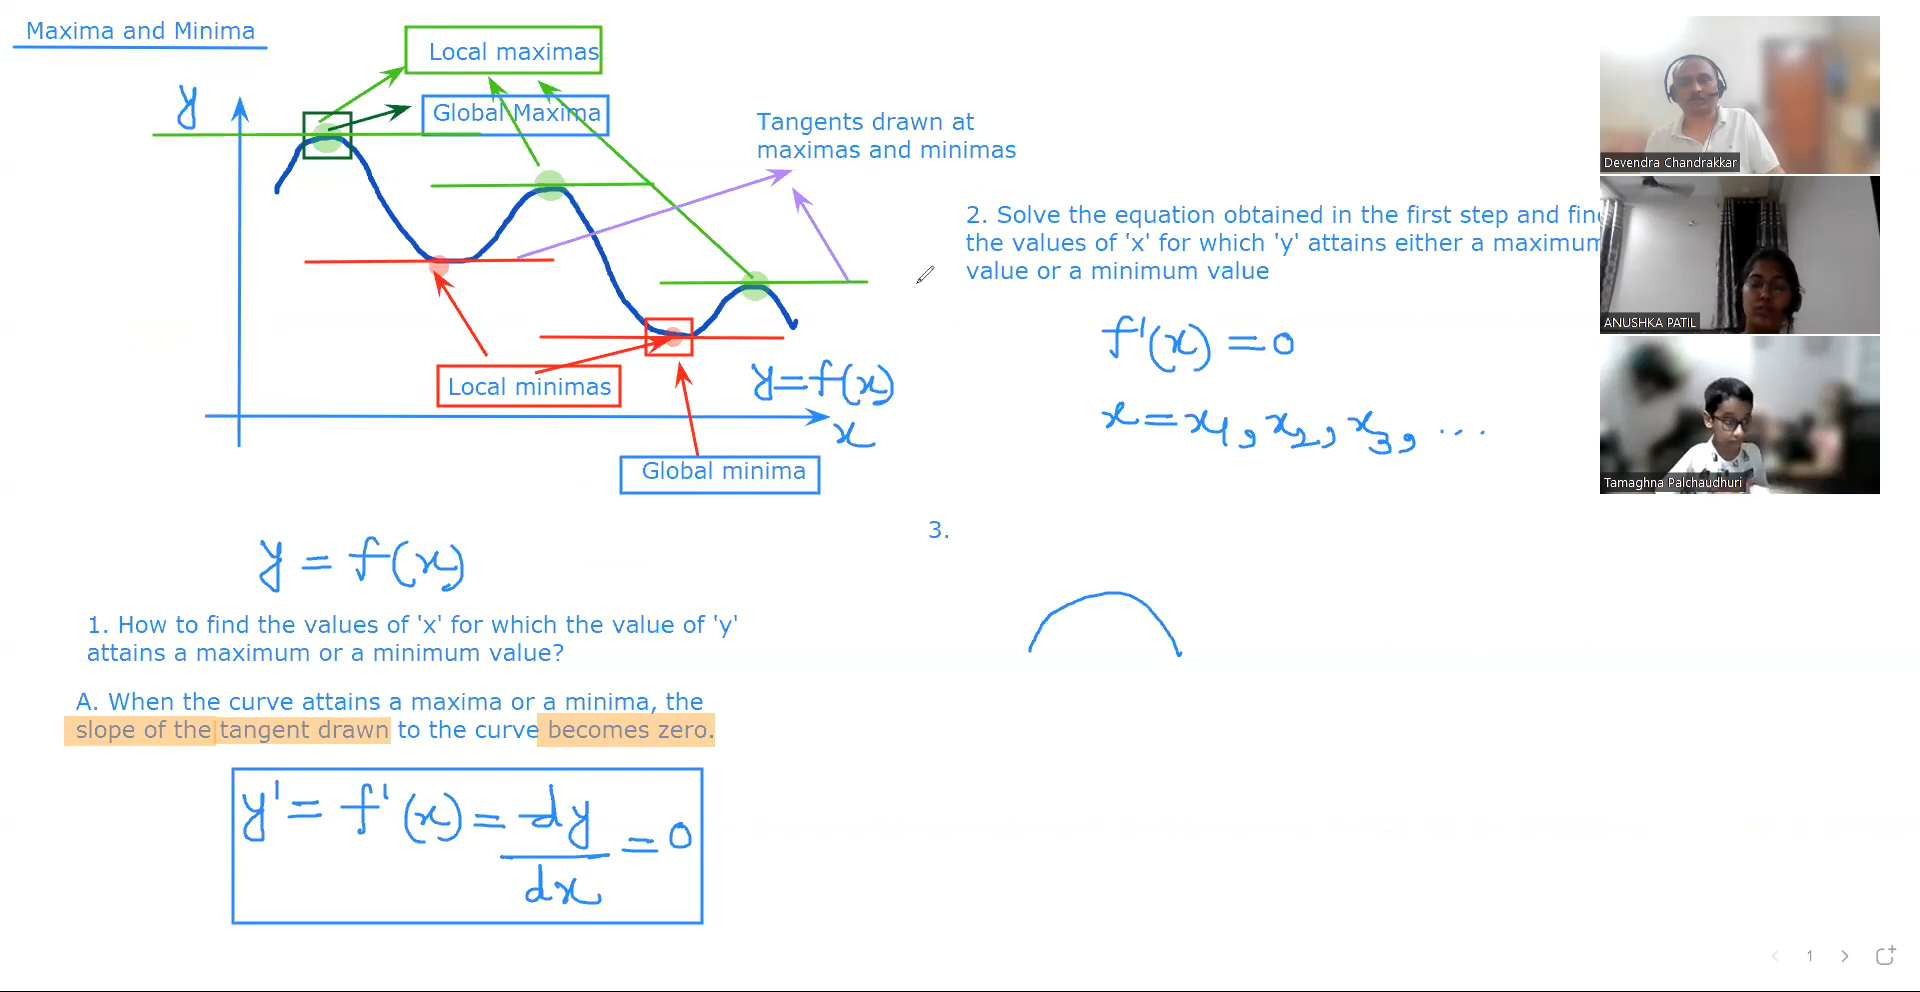 Maxima and Minima
Local maximas
Global Maxima
y
Tangents drawn at
maximas and minimas
Local minimas
y=f(x)
x
Global minima
y = f(x)
1. How to find the values of 'x' for which the value of 'y'
attains a maximum or a minimum value?
A. When the curve attains a maxima or a minima, the
slope of the tangent drawn to the curve becomes zero.
y' = f'(x) = dy/dx = 0
2. Solve the equation obtained in the first step and find
the values of 'x' for which 'y' attains either a maximum
value or a minimum value
f'(x) = 0
x = x1, x2, x3, ...
3.
Devendra Chandrakkar
ANUSHKA PATIL
Tamaghna Palchaudhuri
1